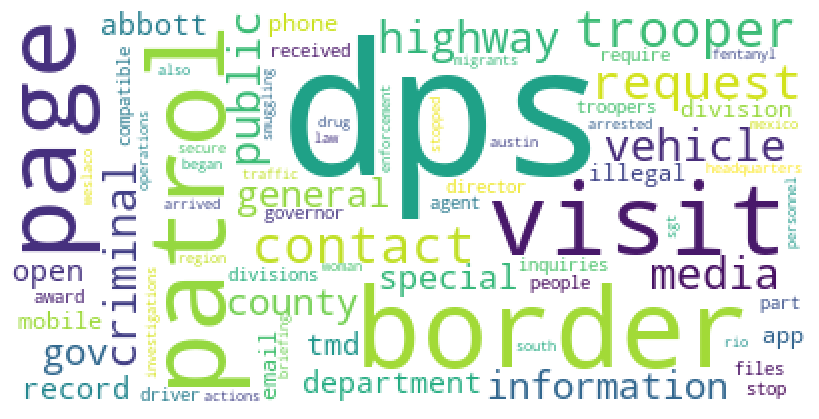 page
abbott
compatible
also
operations
patrol
public
smuggling
phone
received
highway
migrants
trooper
require
fentanyl
request
troopers
division
dps
drug
law
enforcement
stopped
austin
arrested
mexico
vehicle
headquarters
weslaco
criminal
secure
began
traffic
general
arrived
governor
director
agent
illegal
personnel
visit
sgt
contact
region
open
award
mobile
investigations
divisions
woman
special
inquiries
people
media
county
border
part
gov
tmd
south
rio
app
email
briefing
record
driver
actions
department
information
files
stop